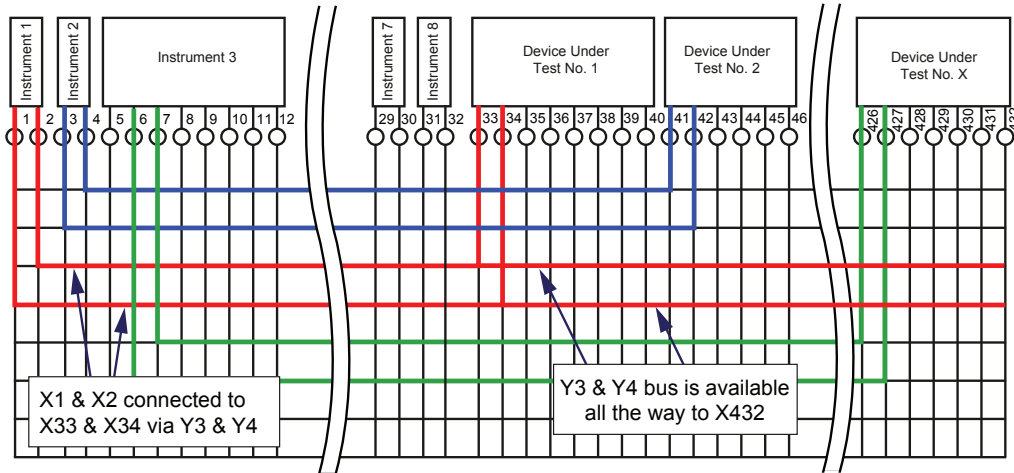 Instrument 1
Instrument 2
Instrument 3
Instrument 7
Instrument 8
Device Under
Test No. 1
Device Under
Test No. 2
Device Under
Test No. X
1 2 3 4 5 6 7 8 9 10 11 12 29 30 31 32 33 34 35 36 37 38 39 40 41 42 43 44 45 46 426 427 428 429 430 431 432
X1 & X2 connected to
X33 & X34 via Y3 & Y4
Y3 & Y4 bus is available
all the way to X432